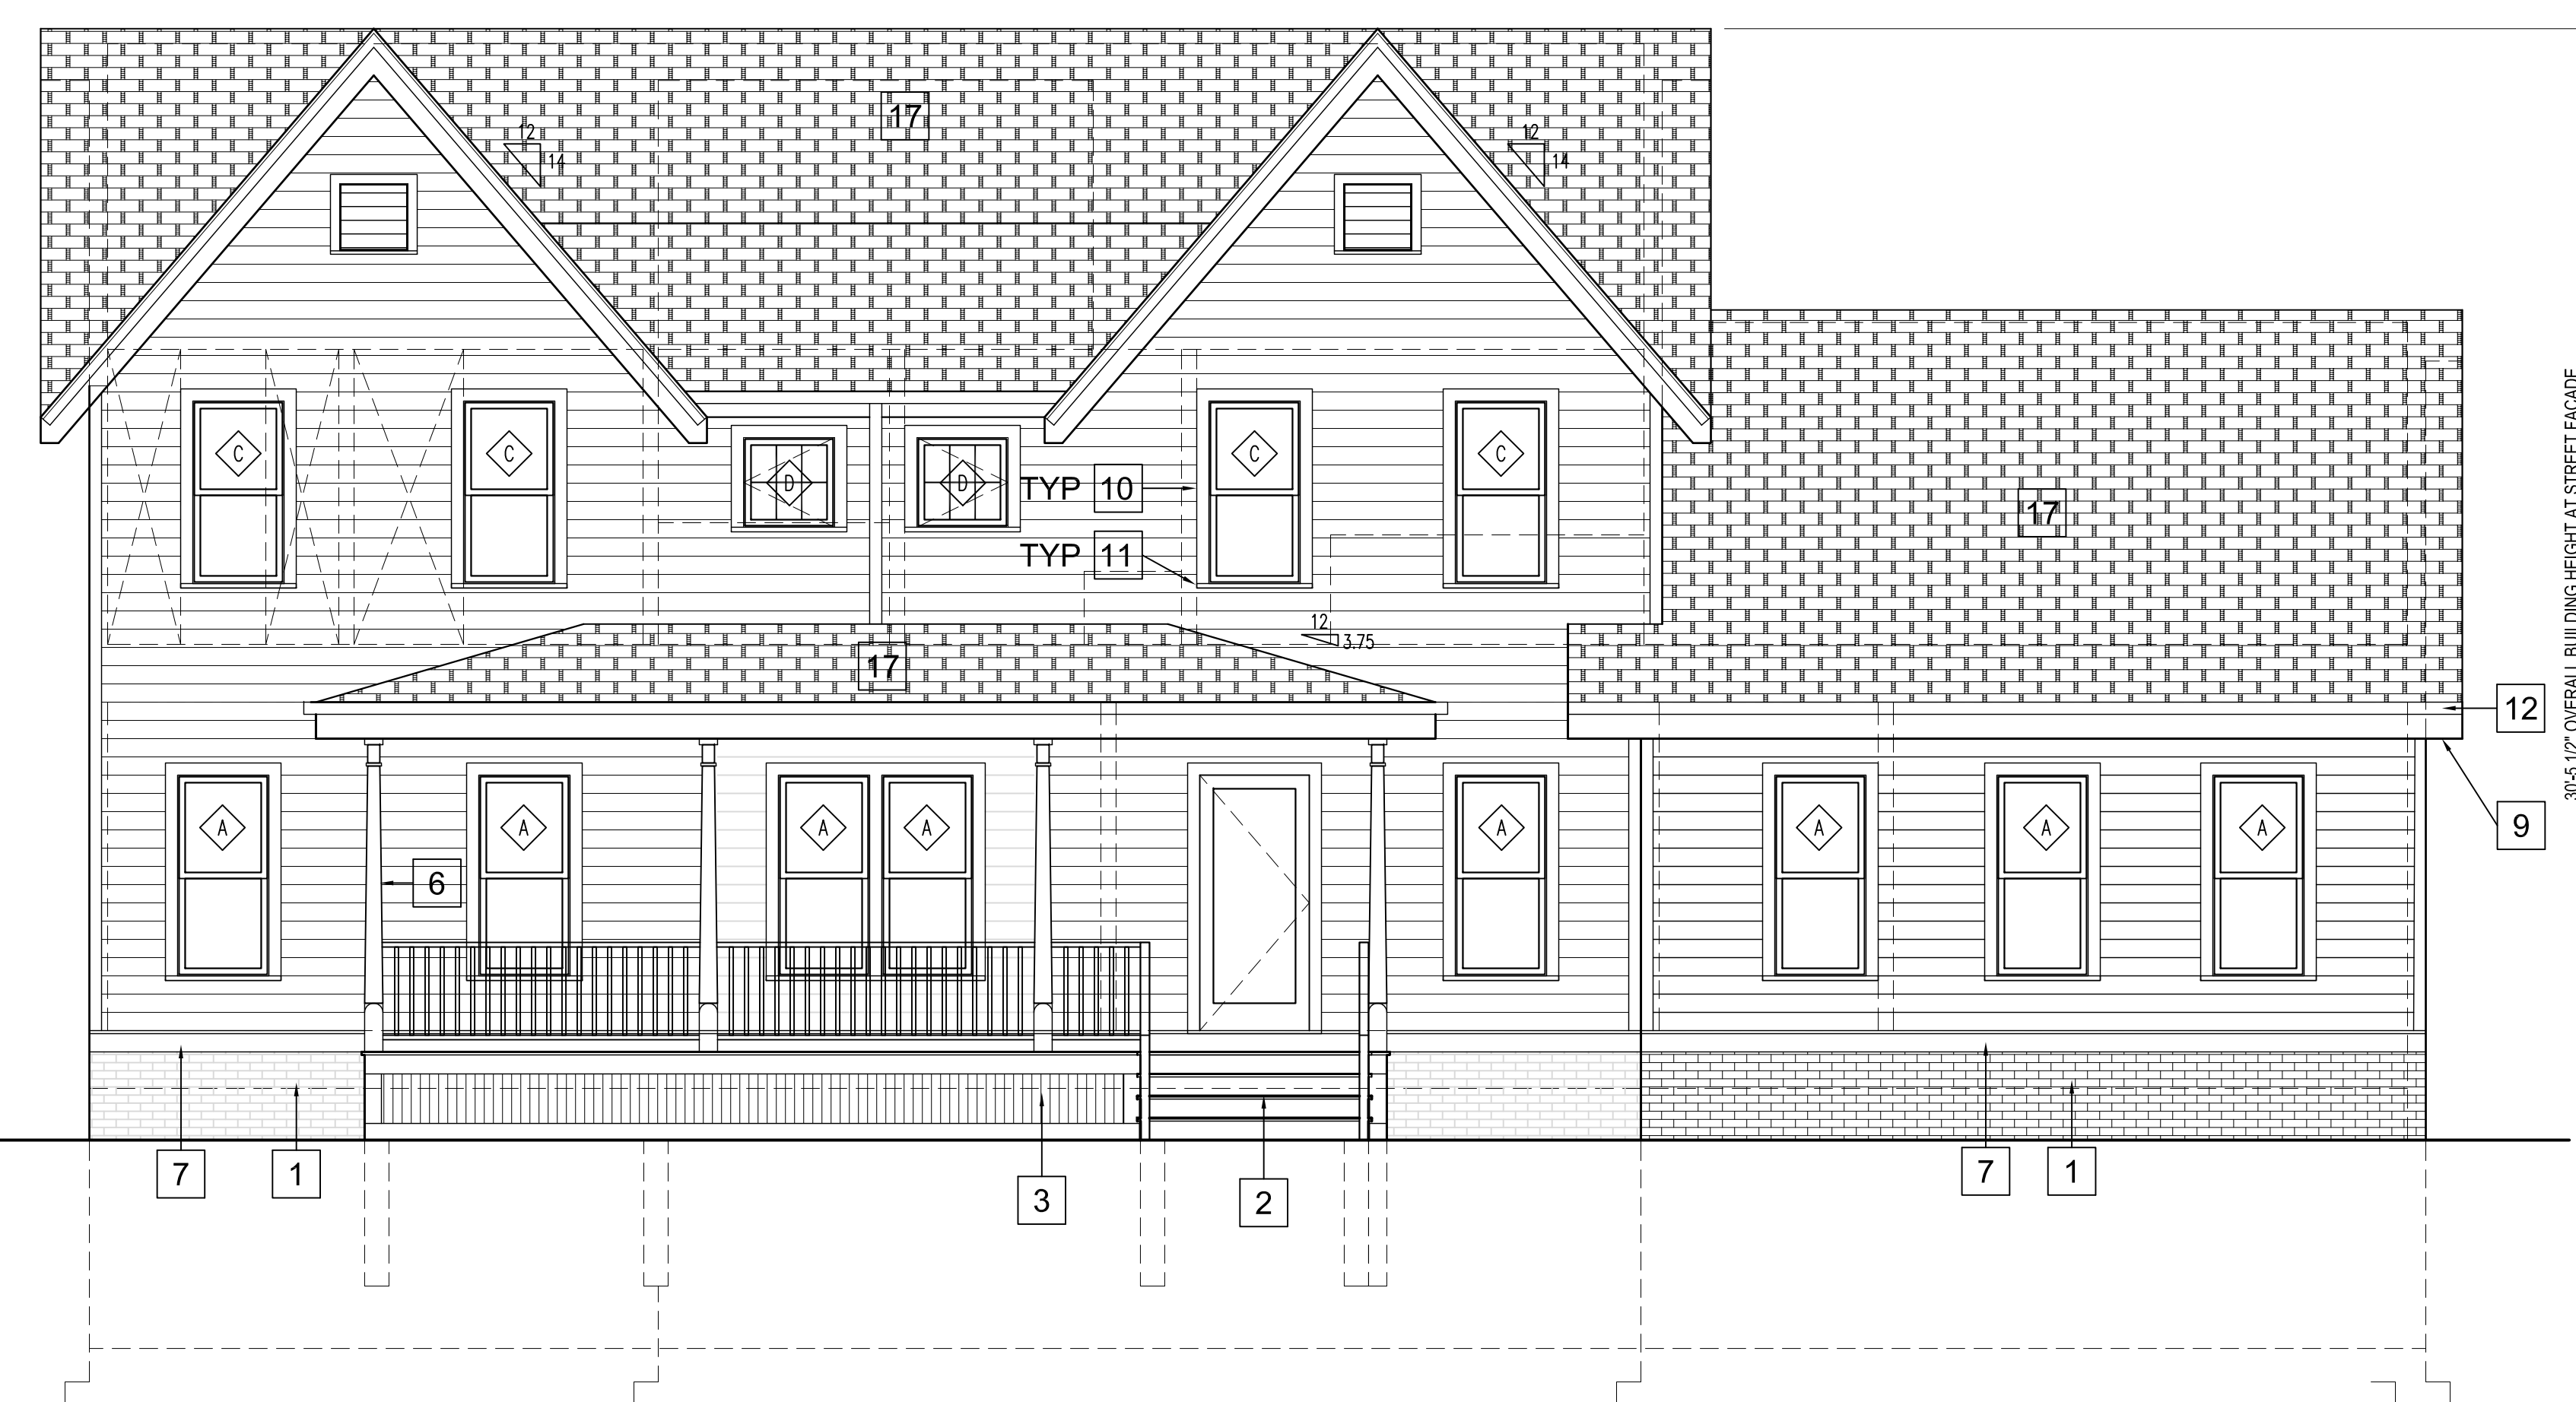 17
12
14
12
14
C
C
D
D
C
C
TYP 10
TYP 11
17
30'-5 1/2" OVERALL BUILDING HEIGHT AT STREET FACADE
12
3.75
17
12
9
A
A
A
A
A
A
A
A
6
7
1
3
2
7
1